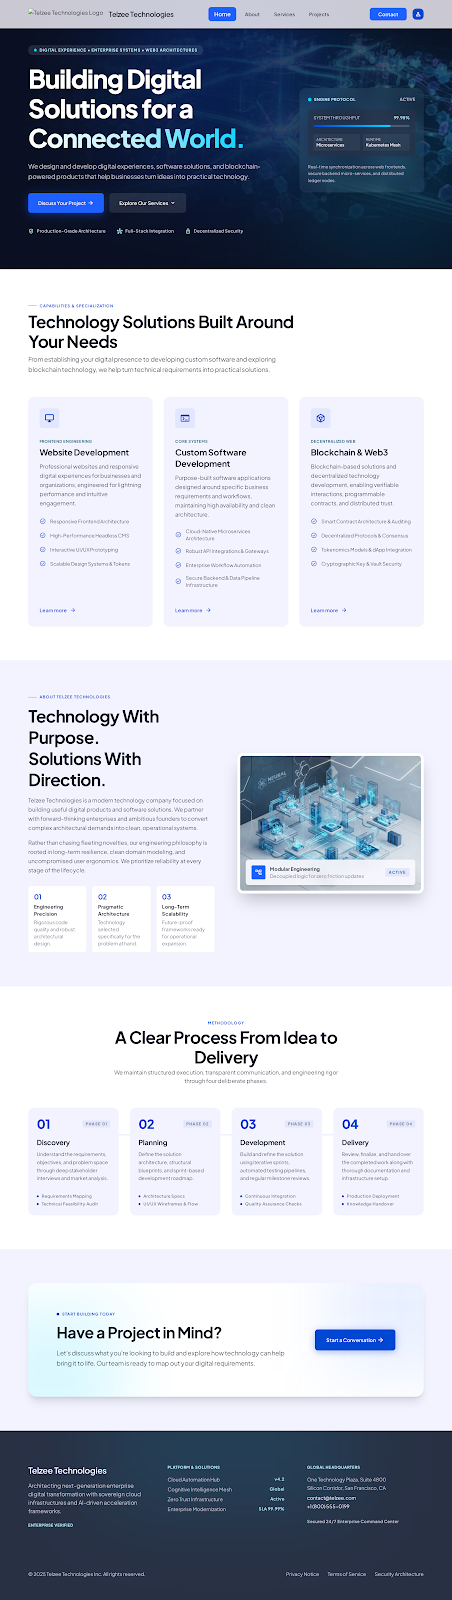 Telzee Technologies Logo
Telzee Technologies
Home
About
Services
Projects
Contact
DIGITAL EXPERIENCE • ENTERPRISE SYSTEMS • WEB3 ARCHITECTURES
Building Digital
Solutions for a
Connected World.
We design and develop digital experiences, software solutions, and blockchain-
powered products that help businesses turn ideas into practical technology.
Discuss Your Project
Explore Our Services
Production-Grade Architecture
Full-Stack Integration
Decentralized Security
ENGINE PROTOCOL
ACTIVE
SYSTEM THROUGHPUT
99.98%
ARCHITECTURE
Microservices
RUNTIME
Kubernetes Mesh
Real-time synchronization across web frontends,
secure backend micro-services, and distributed
ledger nodes.
CAPABILITIES & SPECIALIZATION
Technology Solutions Built Around
Your Needs
From establishing your digital presence to developing custom software and exploring
blockchain technology, we help turn technical requirements into practical solutions.
FRONTEND ENGINEERING
Website Development
Professional websites and responsive
digital experiences for businesses and
organizations, engineered for lightning
performance and intuitive
engagement.
Responsive Frontend Architecture
High-Performance Headless CMS
Interactive UI/UX Prototyping
Scalable Design Systems & Tokens
Learn more
CORE SYSTEMS
Custom Software
Development
Purpose-built software applications
designed around specific business
requirements and workflows,
maintaining high availability and clean
architecture.
Cloud-Native Microservices
Architecture
Robust API Integrations & Gateways
Enterprise Workflow Automation
Secure Backend & Data Pipeline
Infrastructure
Learn more
DECENTRALIZED WEB
Blockchain & Web3
Blockchain-based solutions and
decentralized technology
development, enabling verifiable
interactions, programmable
contracts, and distributed trust.
Smart Contract Architecture & Auditing
Decentralized Protocols & Consensus
Tokenomics Models & dApp Integration
Cryptographic Key & Vault Security
Learn more
ABOUT TELZEE TECHNOLOGIES
Technology With
Purpose.
Solutions With
Direction.
Telzee Technologies is a modern technology company focused on
building useful digital products and software solutions. We partner
with forward-thinking enterprises and ambitious founders to convert
complex architectural demands into clean, operational systems.
Rather than chasing fleeting novelties, our engineering philosophy is
rooted in long-term resilience, clean domain modeling, and
uncompromised user ergonomics. We prioritize reliability at every
stage of the lifecycle.
01
Engineering
Precision
Rigorous code
quality and robust
architectural
design.
02
Pragmatic
Architecture
Technology
selected
specifically for the
problem at hand.
03
Long-Term
Scalability
Future-proof
frameworks ready
for operational
expansion.
NEURAL
Modular Engineering
Decoupled logic for zero friction updates
ACTIVE
METHODOLOGY
A Clear Process From Idea to
Delivery
We maintain structured execution, transparent communication, and engineering rigor
through four deliberate phases.
01
PHASE 01
Discovery
Understand the requirements,
objectives, and problem space
through deep stakeholder
interviews and market analysis.
Requirements Mapping
Technical Feasibility Audit
02
PHASE 02
Planning
Define the solution
architecture, structural
blueprints, and sprint-based
development roadmap.
Architecture Specs
UI/UX Wireframes & Flow
03
PHASE 03
Development
Build and refine the solution
using iterative sprints,
automated testing pipelines,
and regular milestone reviews.
Continuous Integration
Quality Assurance Checks
04
PHASE 04
Delivery
Review, finalize, and hand over
the completed work along with
thorough documentation and
infrastructure setup.
Production Deployment
Knowledge Handover
START BUILDING TODAY
Have a Project in Mind?
Let's discuss what you're looking to build and explore how technology can help
bring it to life. Our team is ready to map out your digital requirements.
Start a Conversation
Telzee Technologies
Architecting next-generation enterprise
digital transformation with sovereign cloud
infrastructures and AI-driven acceleration
frameworks.
ENTERPRISE VERIFIED
PLATFORM & SOLUTIONS
Cloud Automation Hub
v4.2
Cognitive Intelligence Mesh
Global
Zero Trust Infrastructure
Active
Enterprise Modernization
SLA 99.99%
GLOBAL HEADQUARTERS
One Technology Plaza, Suite 4800
Silicon Corridor, San Francisco, CA
contact@telzee.com
+1 (800) 555-0199
Secured 24/7 Enterprise Command Center
© 2025 Telzee Technologies Inc. All rights reserved.
Privacy Notice
Terms of Service
Security Architecture